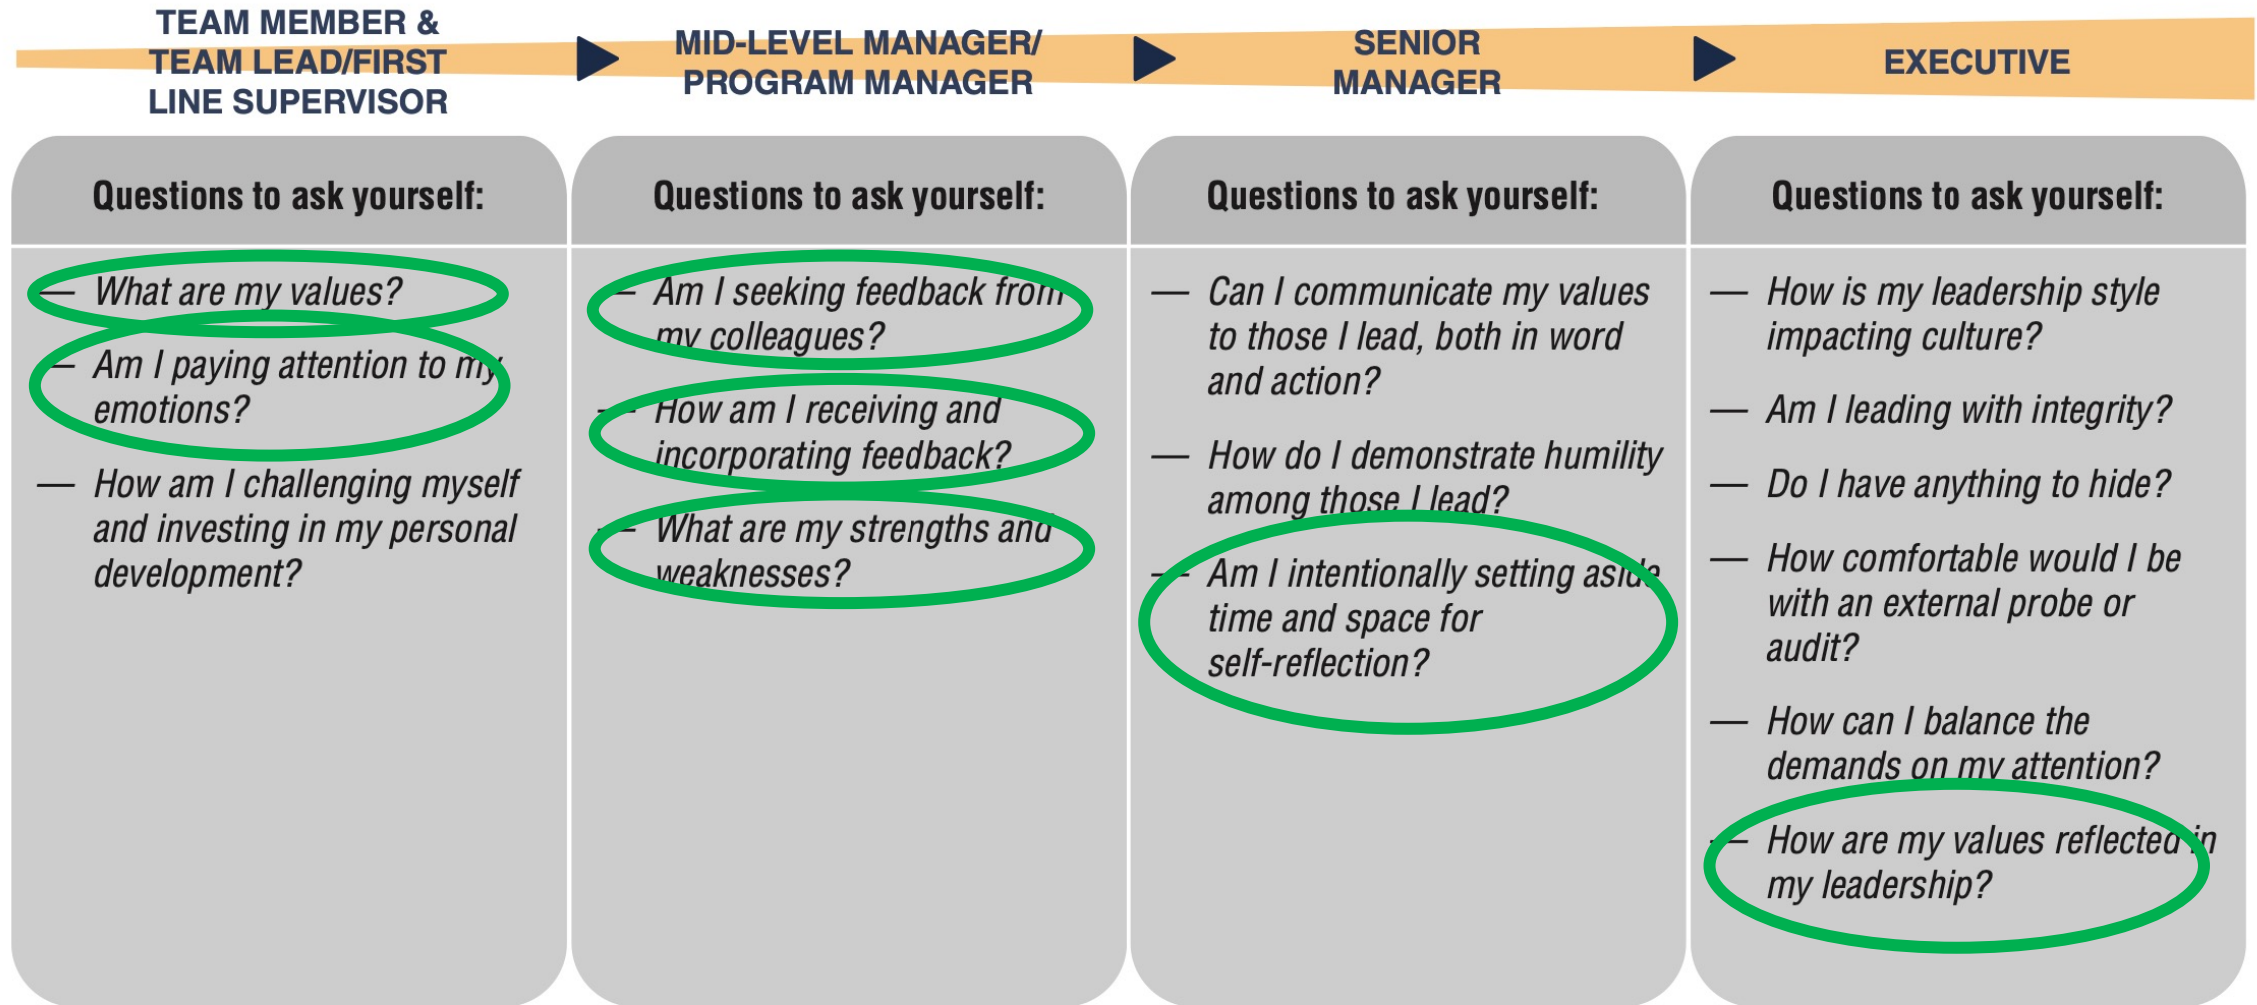 TEAM MEMBER &
TEAM LEAD/FIRST
LINE SUPERVISOR
MID-LEVEL MANAGER/
PROGRAM MANAGER
SENIOR
MANAGER
EXECUTIVE
Questions to ask yourself:
— What are my values?
— Am I paying attention to my
emotions?
— How am I challenging myself
and investing in my personal
development?
Questions to ask yourself:
— Am I seeking feedback from
my colleagues?
— How am I receiving and
incorporating feedback?
— What are my strengths and
weaknesses?
Questions to ask yourself:
— Can I communicate my values
to those I lead, both in word
and action?
— How do I demonstrate humility
among those I lead?
— Am I intentionally setting aside
time and space for
self-reflection?
Questions to ask yourself:
— How is my leadership style
impacting culture?
— Am I leading with integrity?
— Do I have anything to hide?
— How comfortable would I be
with an external probe or
audit?
— How can I balance the
demands on my attention?
— How are my values reflected in
my leadership?